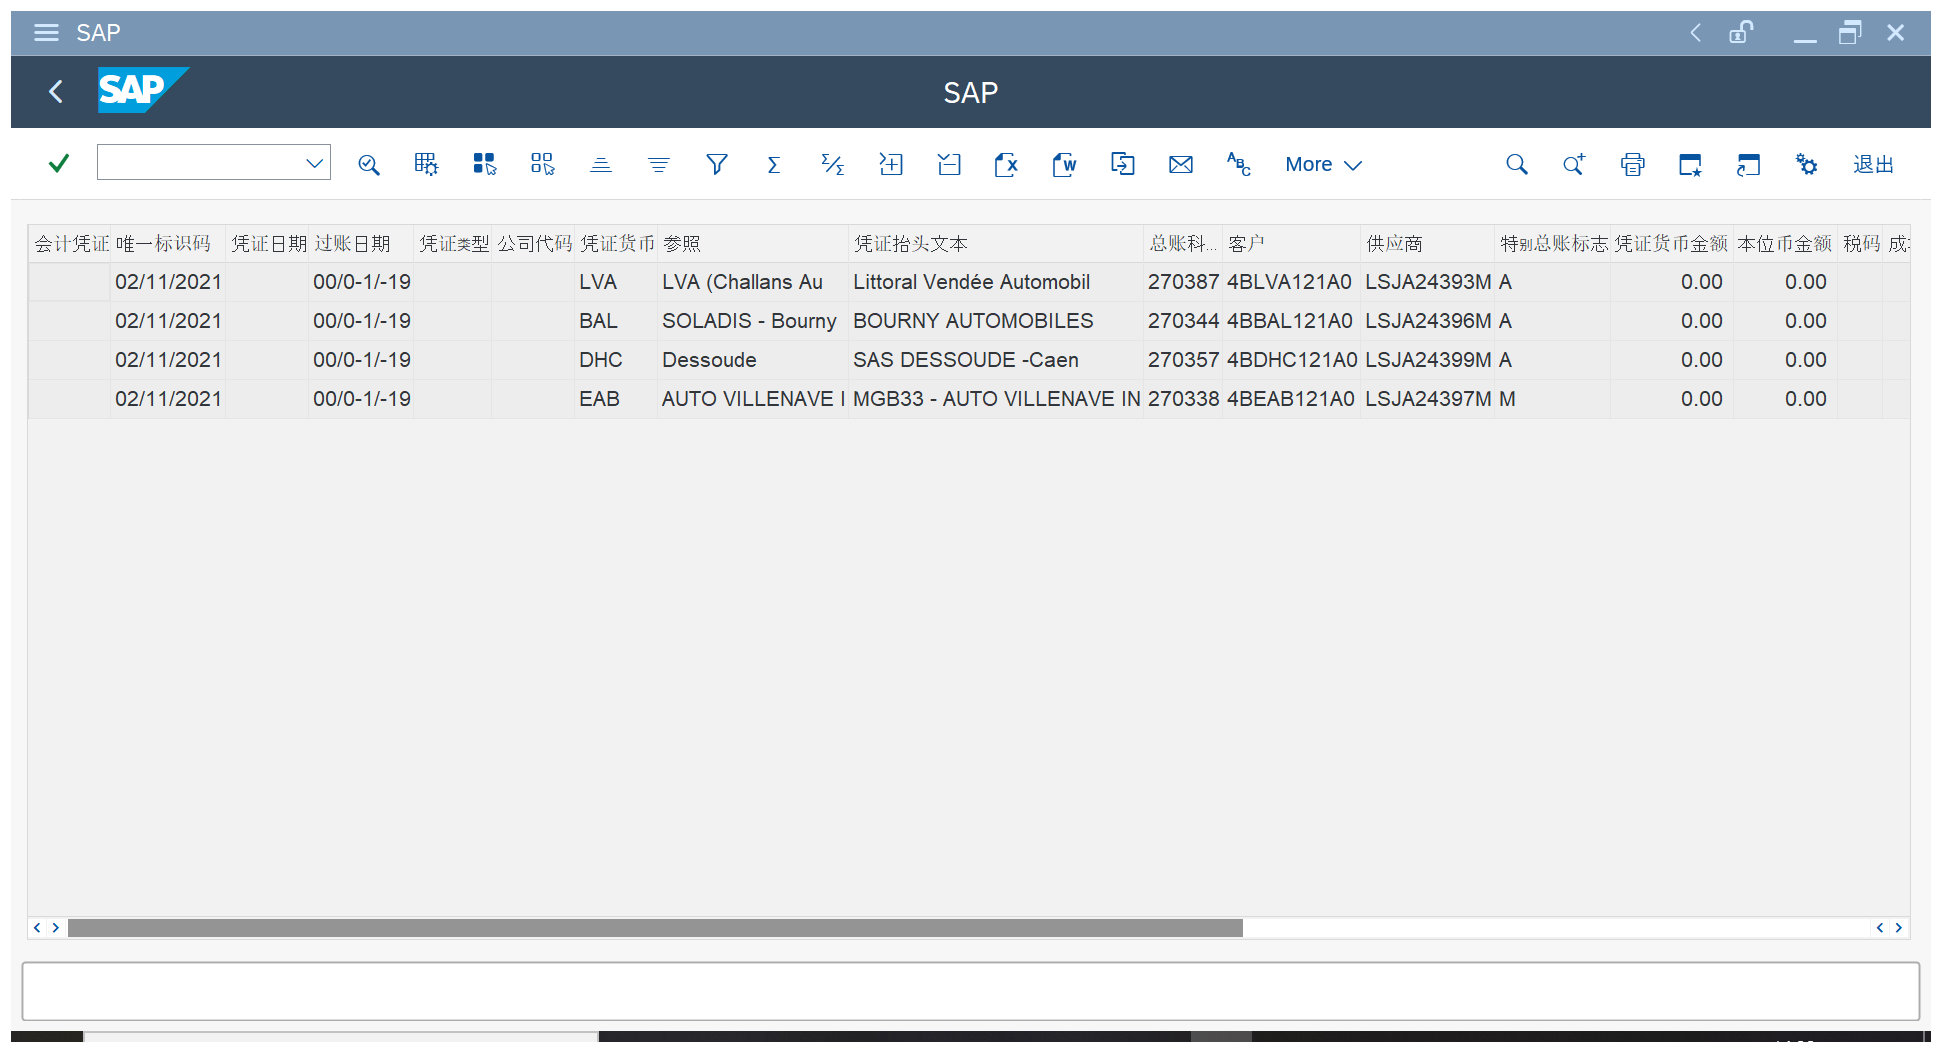 SAP
SAP
SAP
More
退出
会计凭证 唯一标识码 凭证日期 过账日期 凭证类型 公司代码 凭证货币 参照 凭证抬头文本 总账科... 客户 供应商 特别总账标志 凭证货币金额 本位币金额 税码
02/11/2021 00/0-1/-19 LVA LVA (Challans Au Littoral Vendée Automobil 270387 4BLVA121A0 LSJA24393M A 0.00 0.00
02/11/2021 00/0-1/-19 BAL SOLADIS - Bourny BOURNY AUTOMOBILES 270344 4BBAL121A0 LSJA24396M A 0.00 0.00
02/11/2021 00/0-1/-19 DHC Dessoude SAS DESSOUDE -Caen 270357 4BDHC121A0 LSJA24399M A 0.00 0.00
02/11/2021 00/0-1/-19 EAB AUTO VILLENAVE I MGB33 - AUTO VILLENAVE IN 270338 4BEAB121A0 LSJA24397M M 0.00 0.00